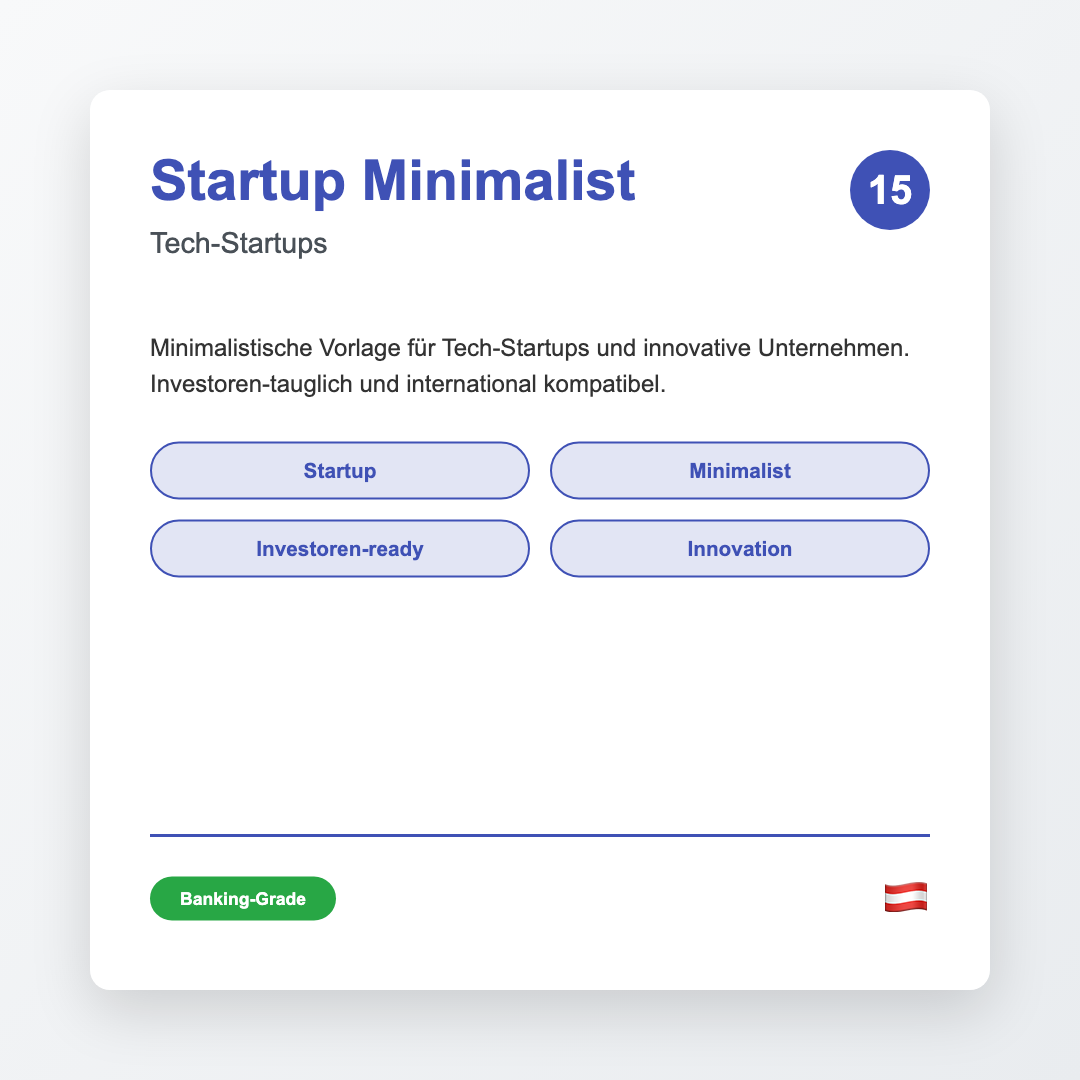 Startup Minimalist
15
Tech-Startups
Minimalistische Vorlage für Tech-Startups und innovative Unternehmen.
Investoren-tauglich und international kompatibel.
Startup
Minimalist
Investoren-ready
Innovation
Banking-Grade